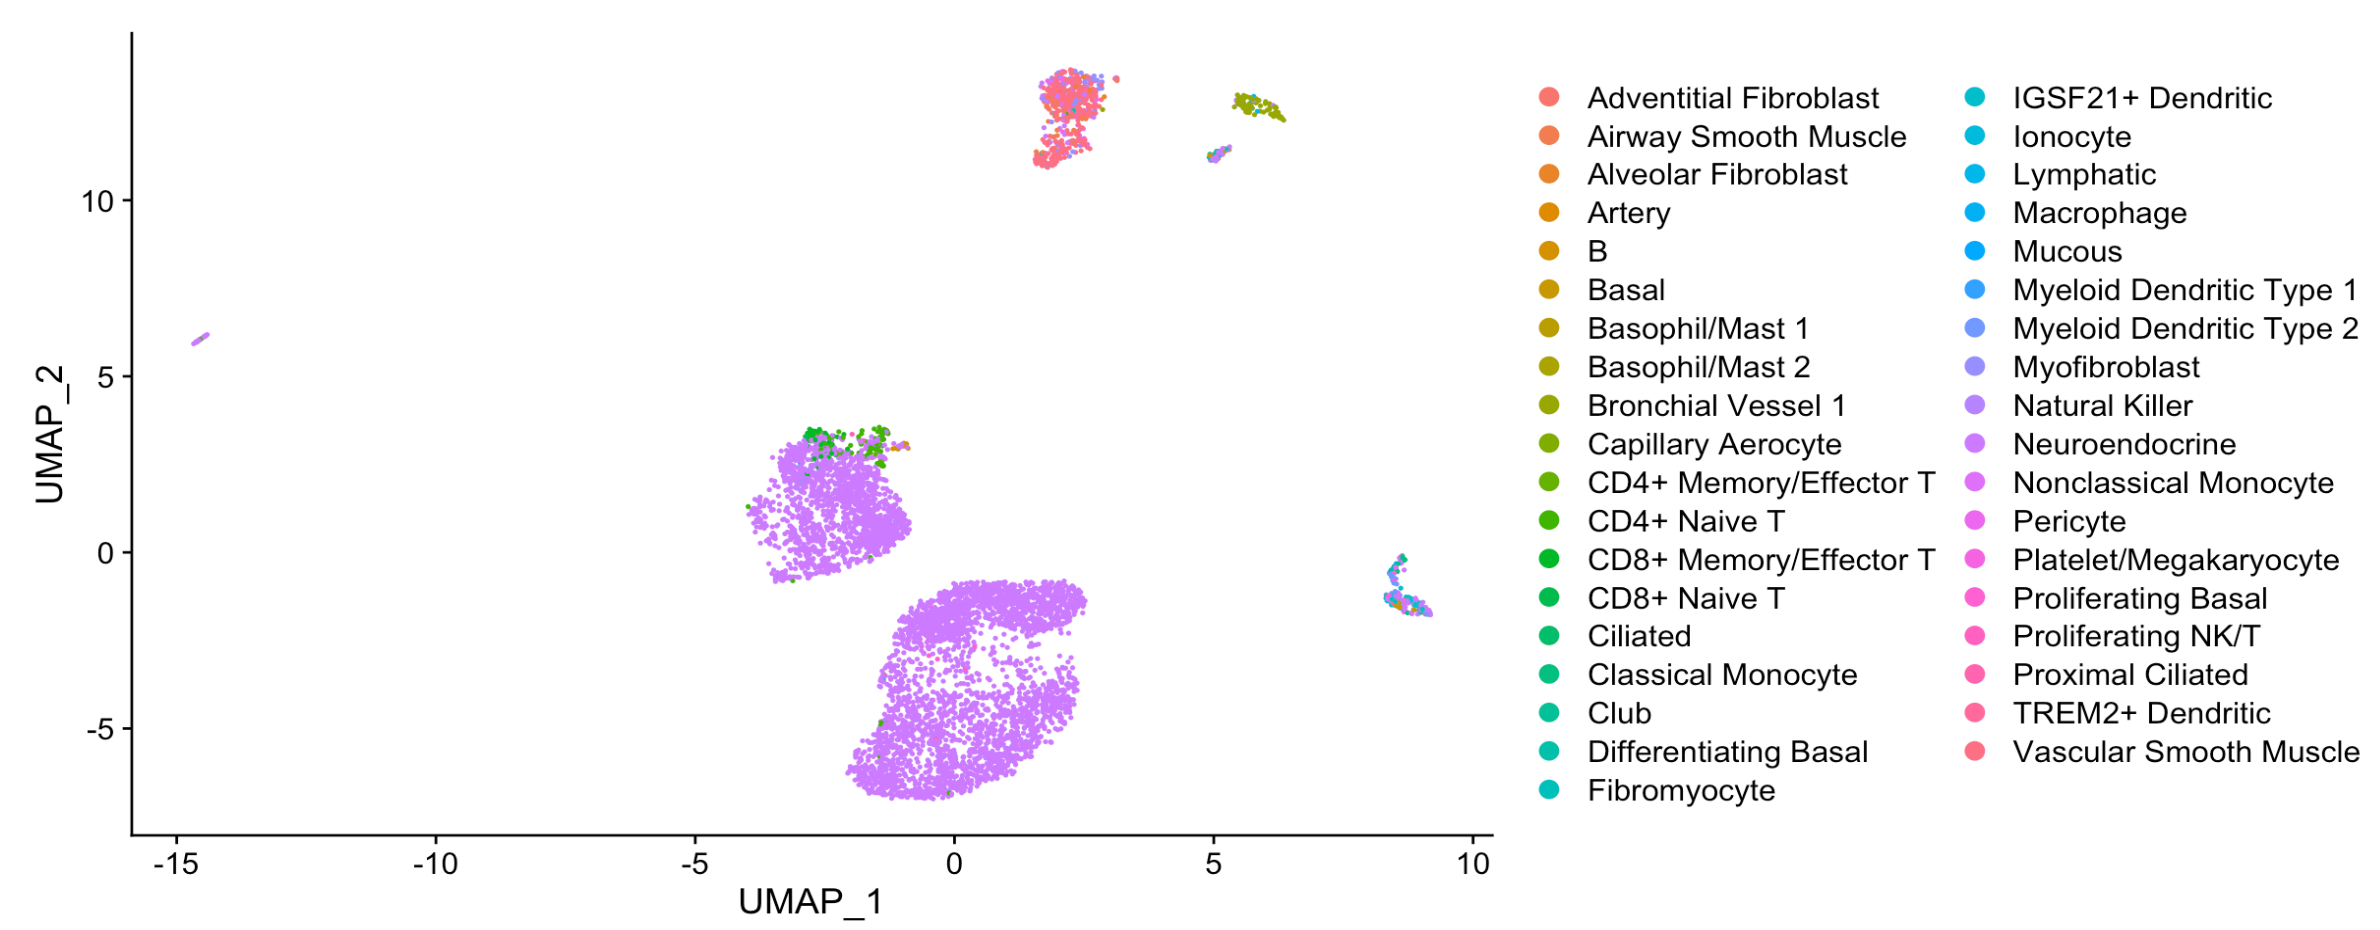 UMAP_2
10
5
0
-5
-15
-10
-5
0
5
10
UMAP_1
Adventitial Fibroblast
Airway Smooth Muscle
Alveolar Fibroblast
Artery
B
Basal
Basophil/Mast 1
Basophil/Mast 2
Bronchial Vessel 1
Capillary Aerocyte
CD4+ Memory/Effector T
CD4+ Naive T
CD8+ Memory/Effector T
CD8+ Naive T
Ciliated
Classical Monocyte
Club
Differentiating Basal
Fibromyocyte
IGSF21+ Dendritic
Ionocyte
Lymphatic
Macrophage
Mucous
Myeloid Dendritic Type 1
Myeloid Dendritic Type 2
Myofibroblast
Natural Killer
Neuroendocrine
Nonclassical Monocyte
Pericyte
Platelet/Megakaryocyte
Proliferating Basal
Proliferating NK/T
Proximal Ciliated
TREM2+ Dendritic
Vascular Smooth Muscle